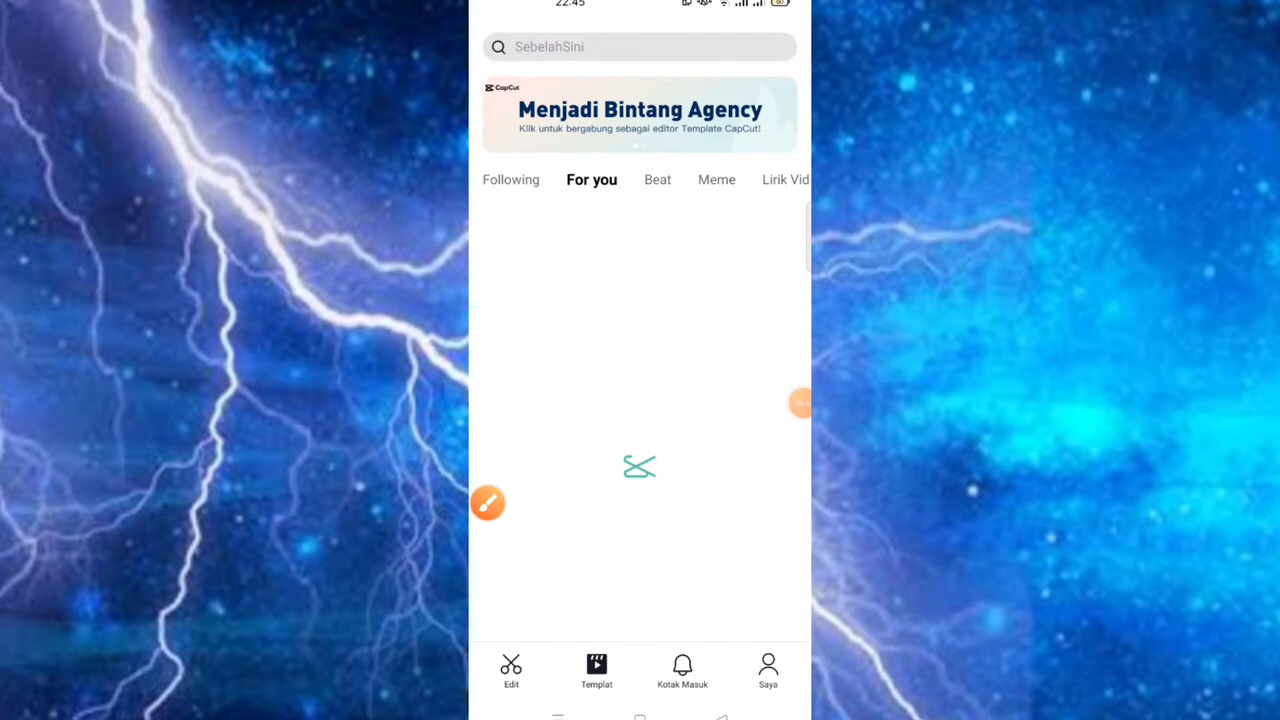 22.45
SebelahSini
CapCut
Menjadi Bintang Agency
Klik untuk bergabung sebagai editor Template CapCut!
Following For you Beat Meme Lirik Vid
Edit Templat Kotak Masuk Saya